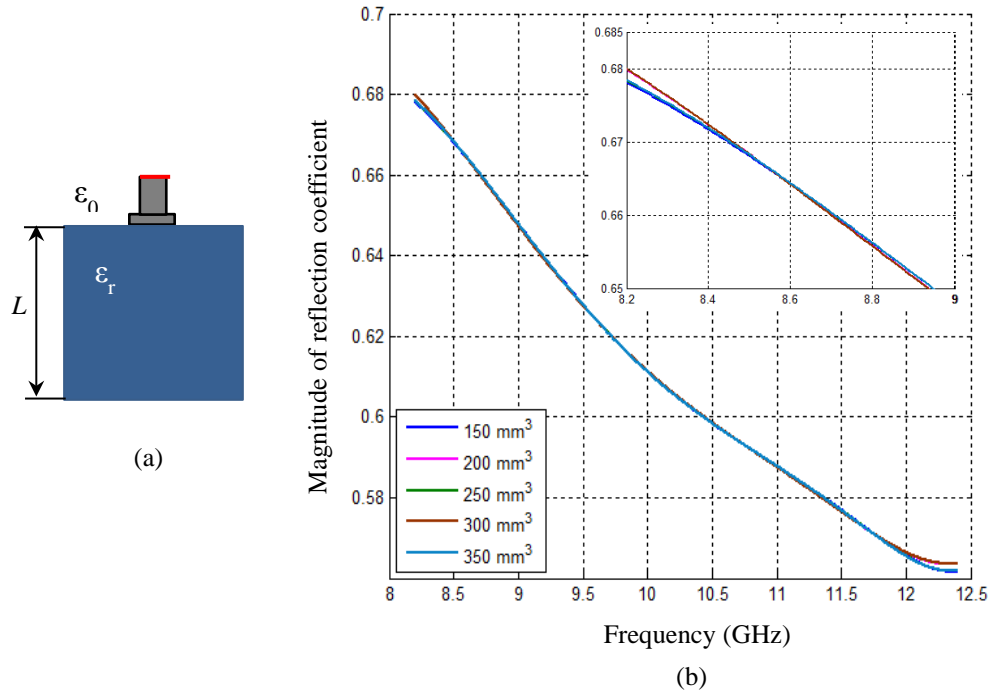 ε0
εr
L
(a)
Magnitude of reflection coefficient
0.7
0.68
0.66
0.64
0.62
0.6
0.58
8
8.5
9
9.5
10
10.5
11
11.5
12
12.5
0.685
0.68
0.67
0.66
0.65
8.2
8.4
8.6
8.8
9
150 mm³
200 mm³
250 mm³
300 mm³
350 mm³
Frequency (GHz)
(b)